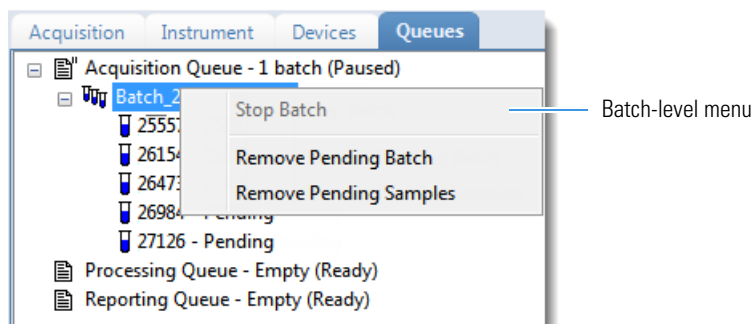 Acquisition Instrument Devices Queues
Acquisition Queue - 1 batch (Paused)
Batch_2
Stop Batch
Batch-level menu
2555
Remove Pending Batch
2615
Remove Pending Samples
2647
26984 - Pending
27126 - Pending
Processing Queue - Empty (Ready)
Reporting Queue - Empty (Ready)